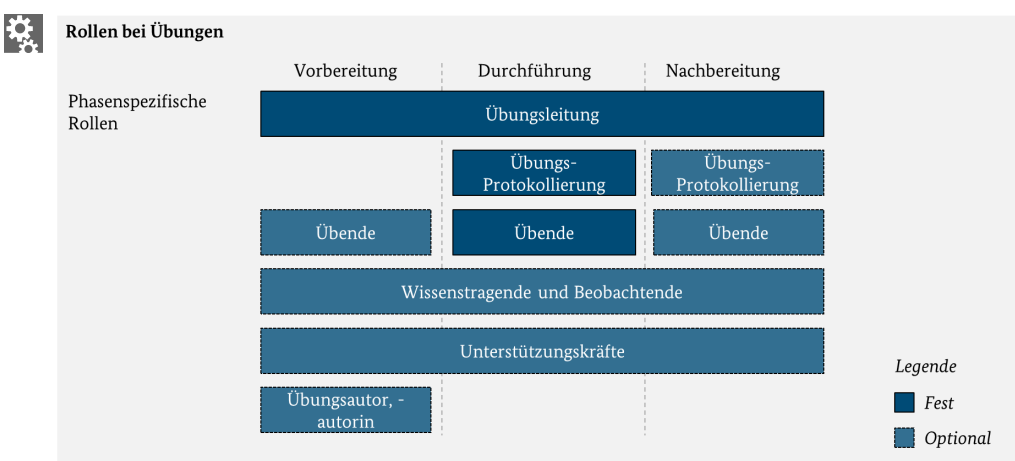 Rollen bei Übungen
Vorbereitung
Durchführung
Nachbereitung
Phasenspezifische
Rollen
Übungsleitung
Übungs-
Protokollierung
Übungs-
Protokollierung
Übende
Übende
Übende
Wissenstragende und Beobachtende
Unterstützungskräfte
Übungsautor, -
autorin
Legende
Fest
Optional